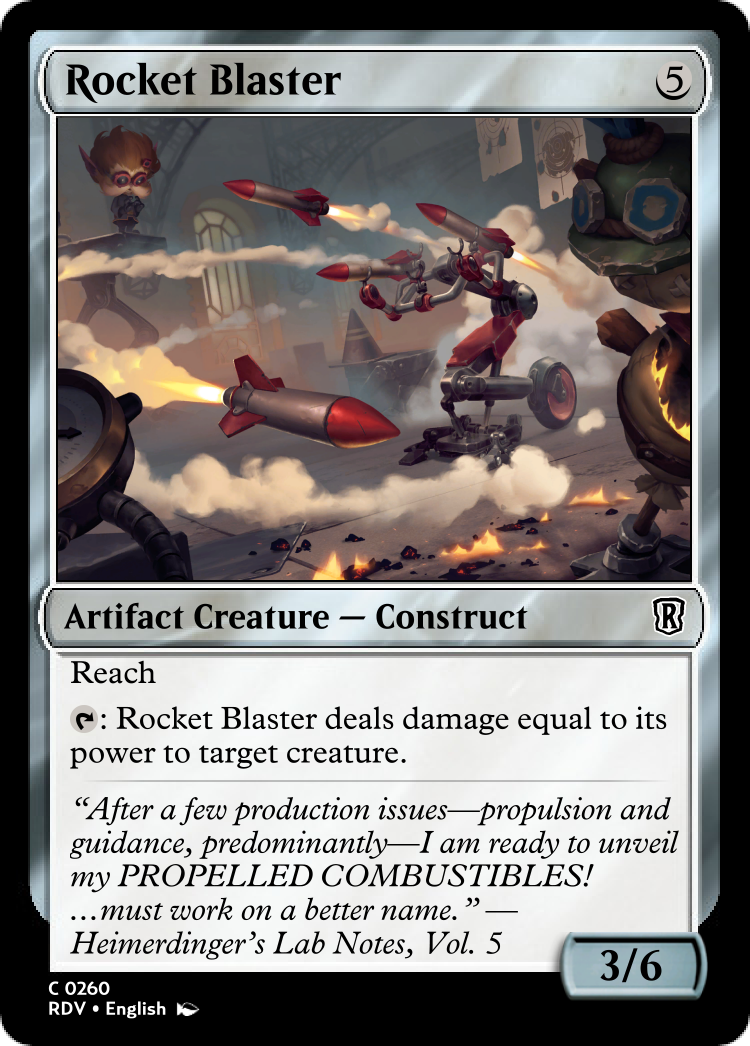 Rocket Blaster
5
Artifact Creature — Construct
R
Reach
: Rocket Blaster deals damage equal to its
power to target creature.
“After a few production issues—propulsion and
guidance, predominantly—I am ready to unveil
my PROPELLED COMBUSTIBLES!
…must work on a better name.” —
Heimerdinger’s Lab Notes, Vol. 5
3/6
C 0260
RDV • English